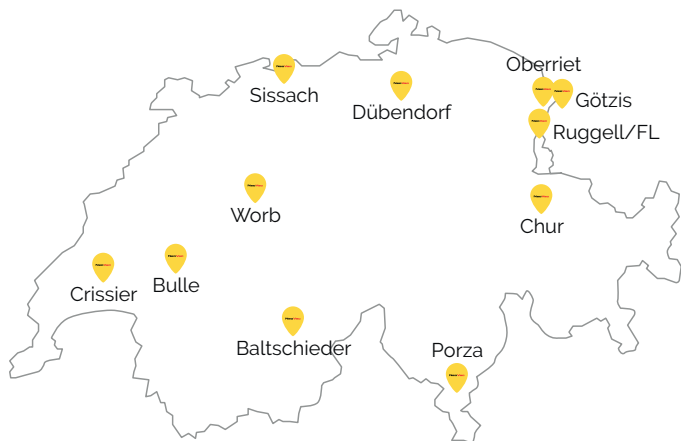 Oberriet
Sissach
Dübendorf
Götzis
Ruggell/FL
Worb
Chur
Crissier
Bulle
Baltschieder
Porza